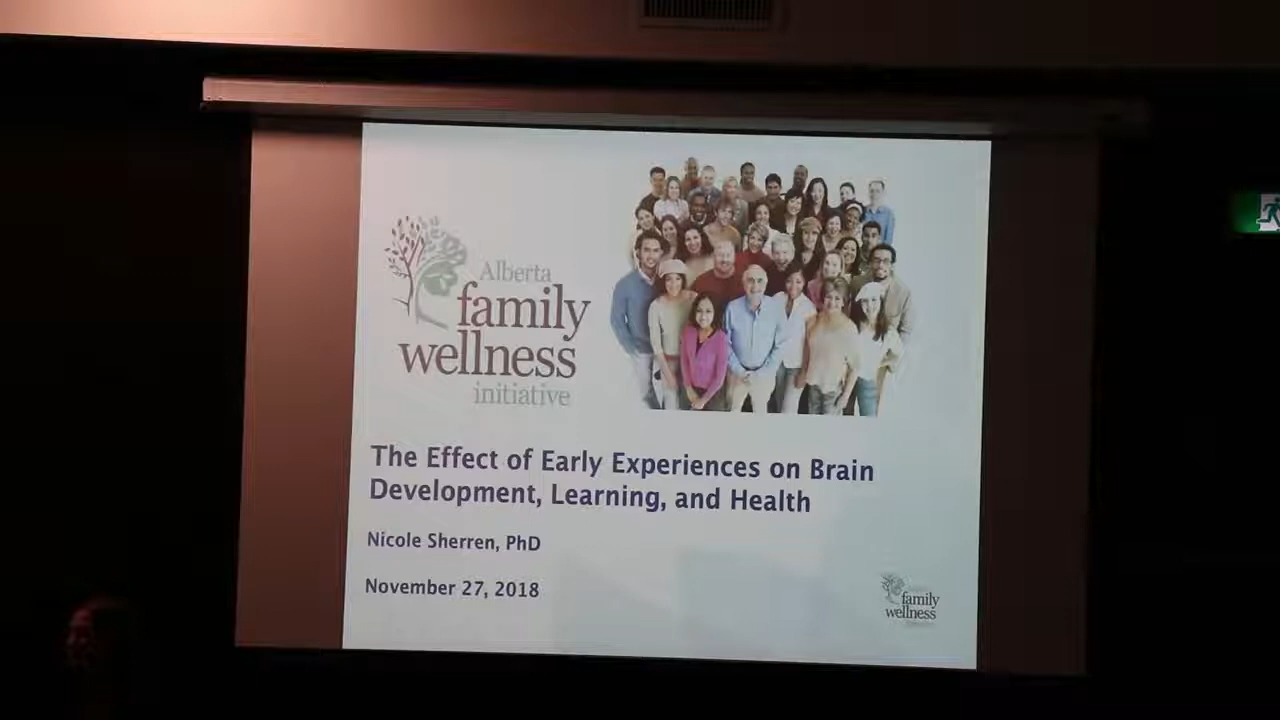 Alberta
family
wellness
initiative
The Effect of Early Experiences on Brain
Development, Learning, and Health
Nicole Sherren, PhD
November 27, 2018
family
wellness